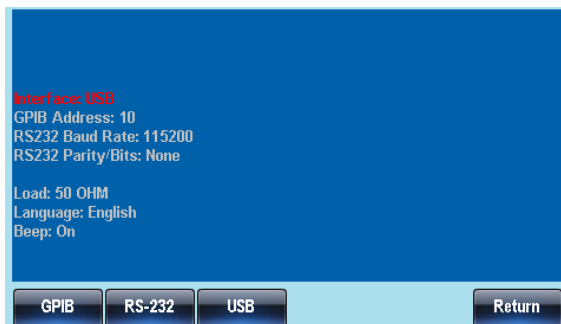 Interface: USB
GPIB Address: 10
RS232 Baud Rate: 115200
RS232 Parity/Bits: None
Load: 50 OHM
Language: English
Beep: On
GPIB RS-232 USB Return